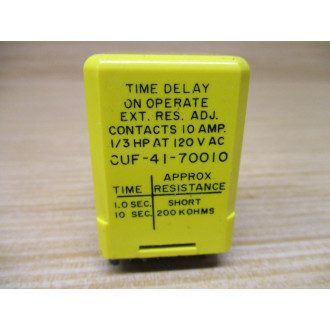 TIME DELAY
ON OPERATE
EXT. RES. ADJ.
CONTACTS 10 AMP.
1/3 HP AT 120 V AC
CUF-41-70010
APPROX.
TIME RESISTANCE
1.0 SEC. SHORT
10 SEC. 200 KOHMS